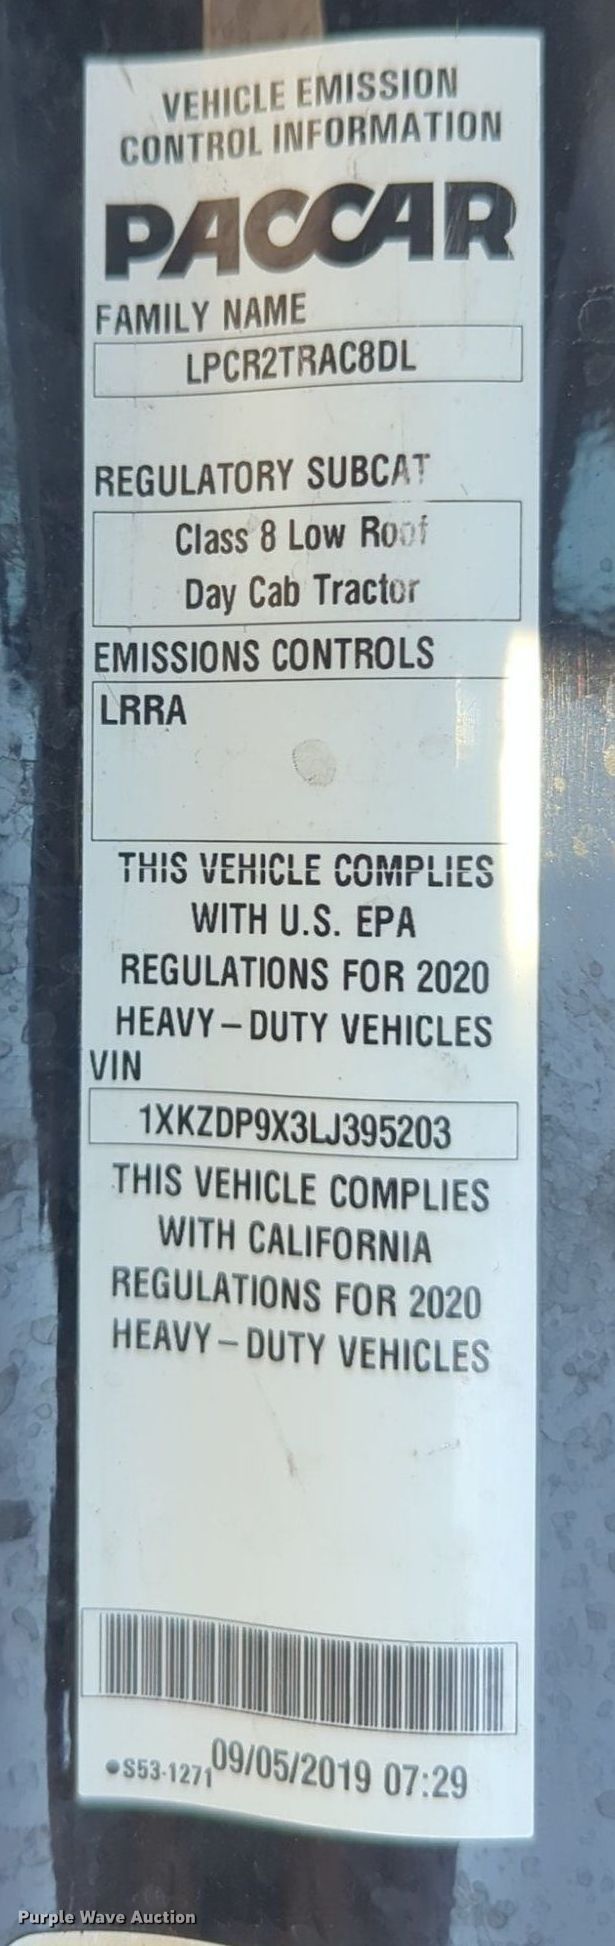 VEHICLE EMISSION
CONTROL INFORMATION
PACCAR
FAMILY NAME
LPCR2TRAC8DL
REGULATORY SUBCAT
Class 8 Low Roof
Day Cab Tractor
EMISSIONS CONTROLS
LRRA
THIS VEHICLE COMPLIES
WITH U.S. EPA
REGULATIONS FOR 2020
HEAVY-DUTY VEHICLES
VIN
1XKZDP9X3LJ395203
THIS VEHICLE COMPLIES
WITH CALIFORNIA
REGULATIONS FOR 2020
HEAVY-DUTY VEHICLES
•S53-1271 09/05/2019 07:29
Purple Wave Auction